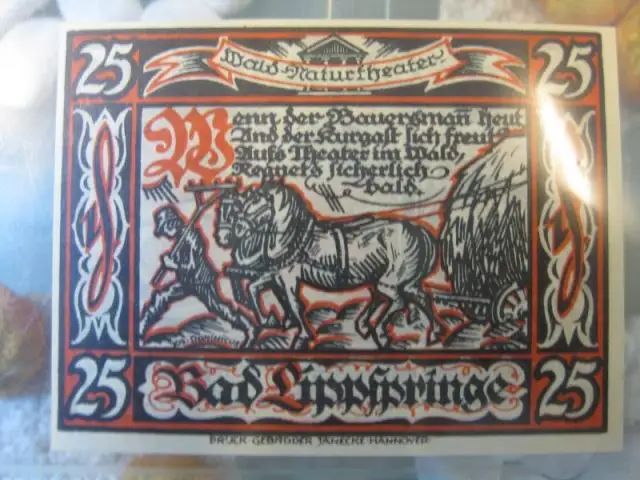 25 Wald-Naturtheater 25
Wenn der Bauersmañ heut
Und der Kurgast sich freut
Aufs Theater im Wald,
Regnet's sicherlich
bald.
25 Bad Lippspringe 25
DRUCK GEBRÜDER JÄNECKE HANNOVER